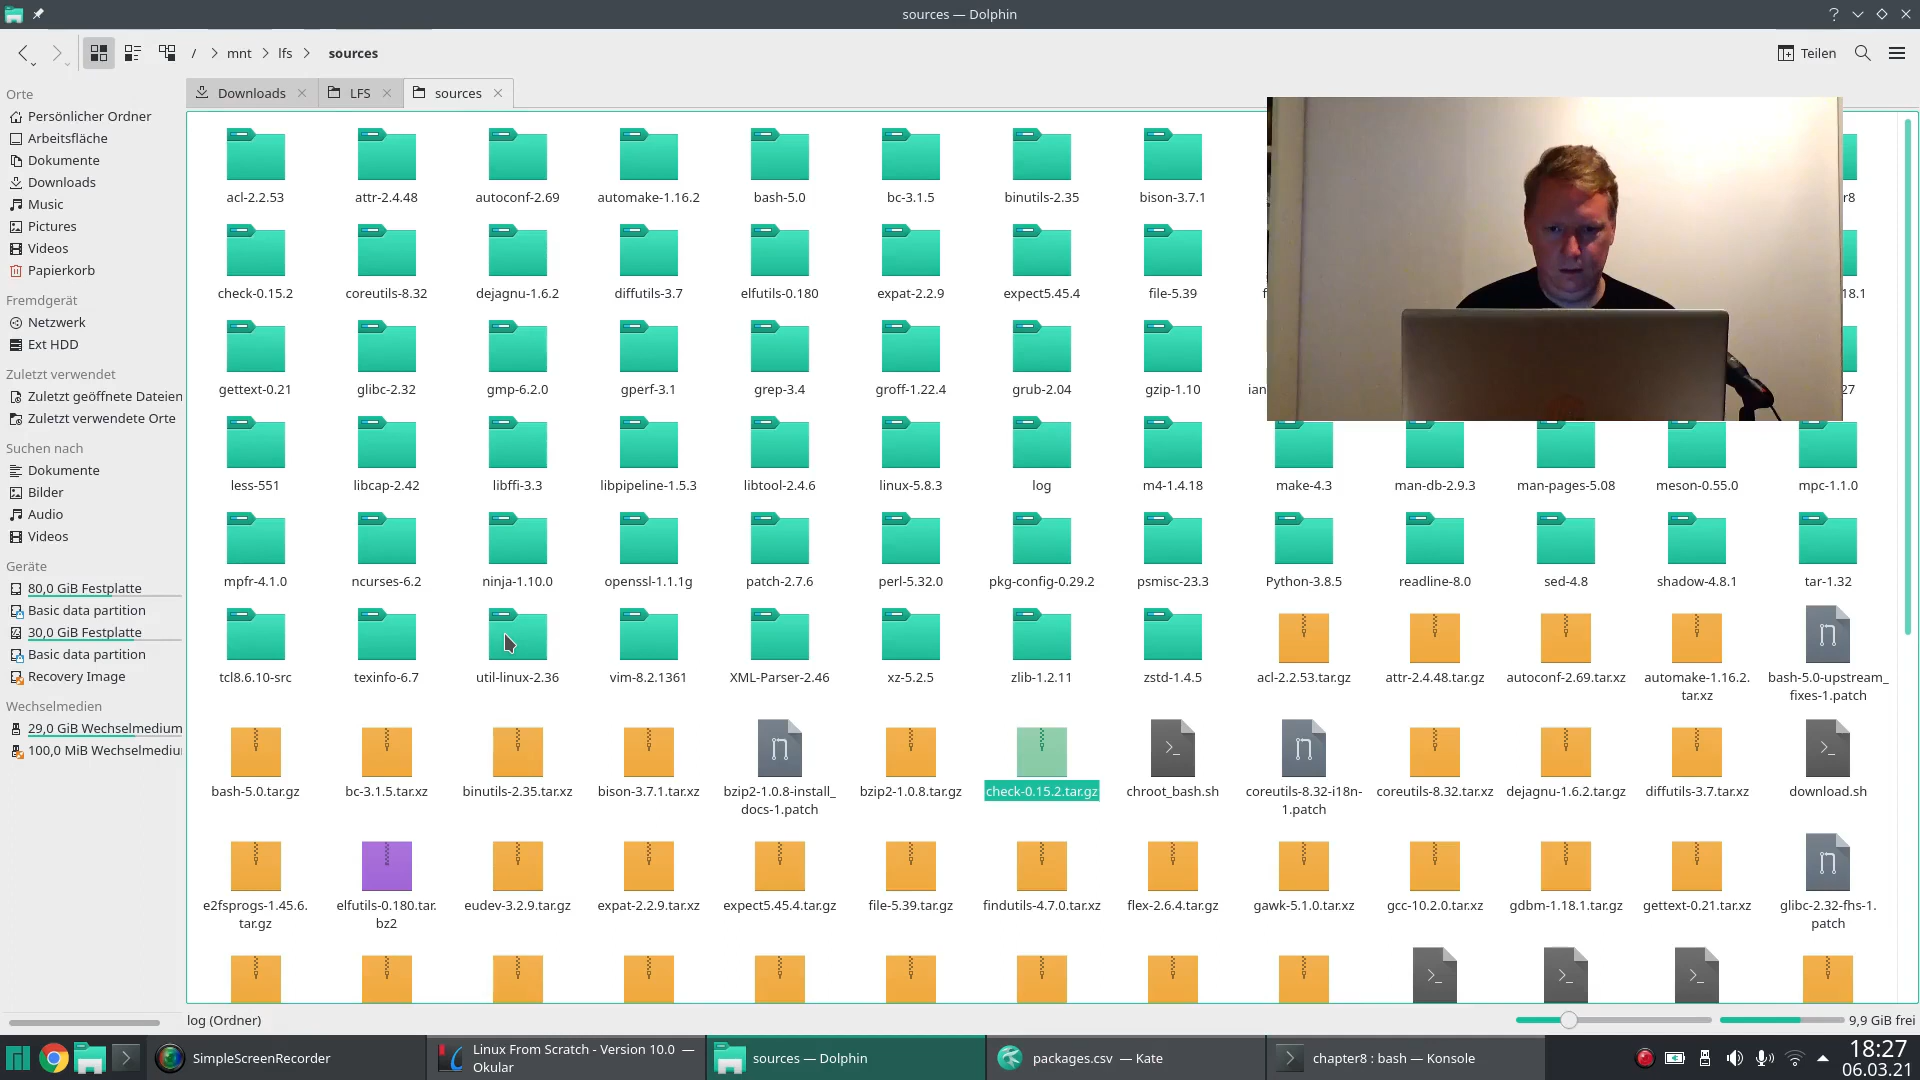 sources — Dolphin
/ mnt lfs sources
Teilen
Downloads
LFS
sources
Orte
Persönlicher Ordner
Arbeitsfläche
Dokumente
Downloads
Music
Pictures
Videos
Papierkorb
Fremdgerät
Netzwerk
Ext HDD
Zuletzt verwendet
Zuletzt geöffnete Dateien
Zuletzt verwendete Orte
Suchen nach
Dokumente
Bilder
Audio
Videos
Geräte
80,0 GiB Festplatte
Basic data partition
30,0 GiB Festplatte
Basic data partition
Recovery Image
Wechselmedien
29,0 GiB Wechselmedium
100,0 MiB Wechselmediu
acl-2.2.53 attr-2.4.48 autoconf-2.69 automake-1.16.2 bash-5.0 bc-3.1.5 binutils-2.35 bison-3.7.1 r8
check-0.15.2 coreutils-8.32 dejagnu-1.6.2 diffutils-3.7 elfutils-0.180 expat-2.2.9 expect5.45.4 file-5.39 18.1
gettext-0.21 glibc-2.32 gmp-6.2.0 gperf-3.1 grep-3.4 groff-1.22.4 grub-2.04 gzip-1.10 ian 27
less-551 libcap-2.42 libffi-3.3 libpipeline-1.5.3 libtool-2.4.6 linux-5.8.3 log m4-1.4.18 make-4.3 man-db-2.9.3 man-pages-5.08 meson-0.55.0 mpc-1.1.0
mpfr-4.1.0 ncurses-6.2 ninja-1.10.0 openssl-1.1.1g patch-2.7.6 perl-5.32.0 pkg-config-0.29.2 psmisc-23.3 Python-3.8.5 readline-8.0 sed-4.8 shadow-4.8.1 tar-1.32
tcl8.6.10-src texinfo-6.7 util-linux-2.36 vim-8.2.1361 XML-Parser-2.46 xz-5.2.5 zlib-1.2.11 zstd-1.4.5 acl-2.2.53.tar.gz attr-2.4.48.tar.gz autoconf-2.69.tar.xz automake-1.16.2. bash-5.0-upstream_
tar.xz fixes-1.patch
bash-5.0.tar.gz bc-3.1.5.tar.xz binutils-2.35.tar.xz bison-3.7.1.tar.xz bzip2-1.0.8-install_ bzip2-1.0.8.tar.gz check-0.15.2.tar.gz chroot_bash.sh coreutils-8.32-i18n- coreutils-8.32.tar.xz dejagnu-1.6.2.tar.gz diffutils-3.7.tar.xz download.sh
docs-1.patch 1.patch
e2fsprogs-1.45.6. elfutils-0.180.tar. eudev-3.2.9.tar.gz expat-2.2.9.tar.xz expect5.45.4.tar.gz file-5.39.tar.gz findutils-4.7.0.tar.xz flex-2.6.4.tar.gz gawk-5.1.0.tar.xz gcc-10.2.0.tar.xz gdbm-1.18.1.tar.gz gettext-0.21.tar.xz glibc-2.32-fhs-1.
tar.gz bz2 patch
log (Ordner)
9,9 GiB frei
SimpleScreenRecorder
Linux From Scratch - Version 10.0 —
Okular
sources — Dolphin
packages.csv — Kate
chapter8 : bash — Konsole
18:27
06.03.21